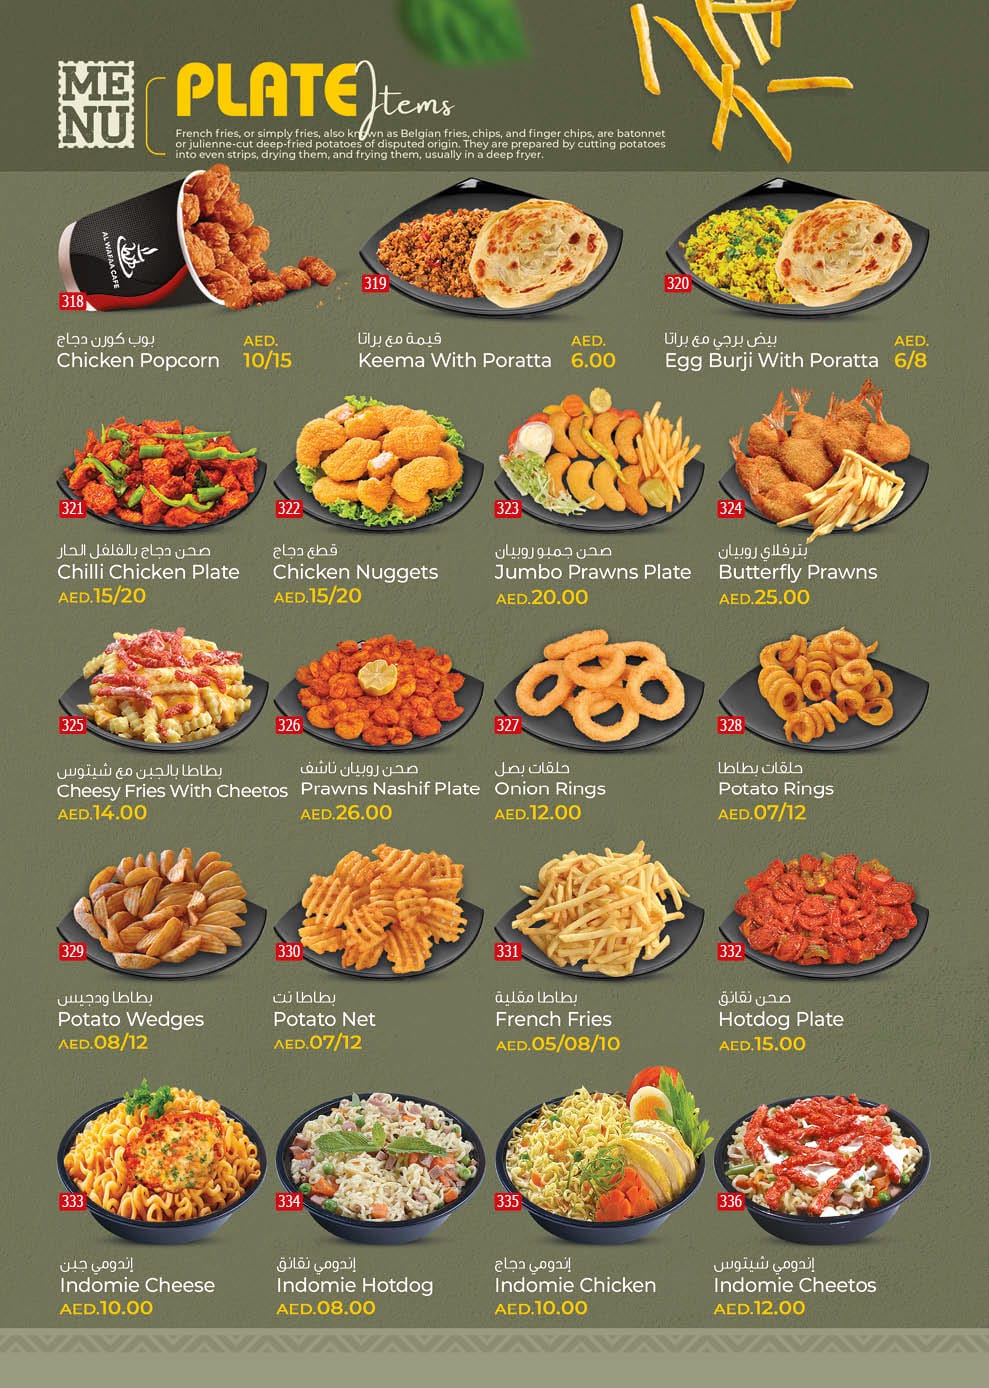 ME
NU
PLATE Items
French fries, or simply fries, also known as Belgian fries, chips, and finger chips, are batonnet
or julienne-cut deep-fried potatoes of disputed origin. They are prepared by cutting potatoes
into even strips, drying them, and frying them, usually in a deep fryer.
AL WAFAA CAFE
318
بوب كورن دجاج
Chicken Popcorn
AED.
10/15
319
قيمة مع براتا
Keema With Poratta
AED.
6.00
320
بيض برجي مع براتا
Egg Burji With Poratta
AED.
6/8
321
صحن دجاج بالفلفل الحار
Chilli Chicken Plate
AED.15/20
322
قطع دجاج
Chicken Nuggets
AED.15/20
323
صحن جمبو روبيان
Jumbo Prawns Plate
AED.20.00
324
بترفلاي روبيان
Butterfly Prawns
AED.25.00
325
بطاطا بالجبن مع شيتوس
Cheesy Fries With Cheetos
AED.14.00
326
صحن روبيان ناشف
Prawns Nashif Plate
AED.26.00
327
حلقات بصل
Onion Rings
AED.12.00
328
حلقات بطاطا
Potato Rings
AED.07/12
329
بطاطا ودجيس
Potato Wedges
AED.08/12
330
بطاطا نت
Potato Net
AED.07/12
331
بطاطا مقلية
French Fries
AED.05/08/10
332
صحن نقانق
Hotdog Plate
AED.15.00
333
إندومي جبن
Indomie Cheese
AED.10.00
334
إندومي نقانق
Indomie Hotdog
AED.08.00
335
إندومي دجاج
Indomie Chicken
AED.10.00
336
إندومي شيتوس
Indomie Cheetos
AED.12.00